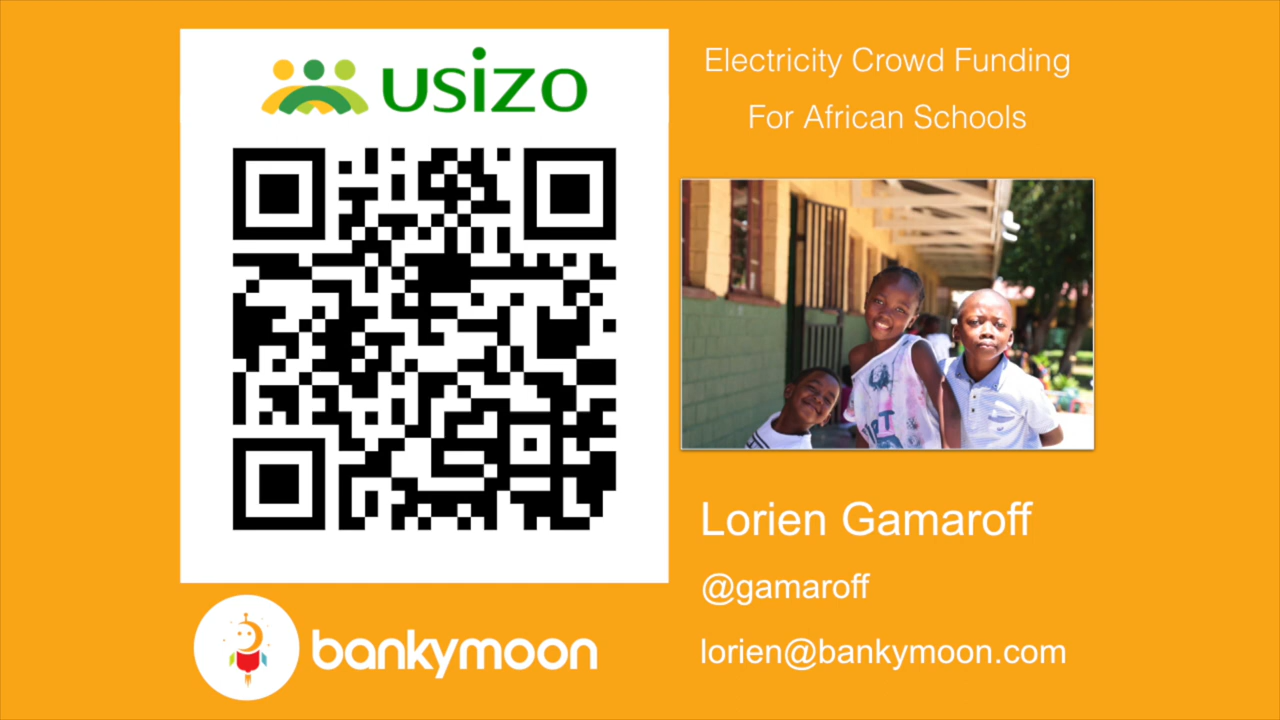 usizo
Electricity Crowd Funding
For African Schools
Lorien Gamaroff
@gamaroff
lorien@bankymoon.com
bankymoon